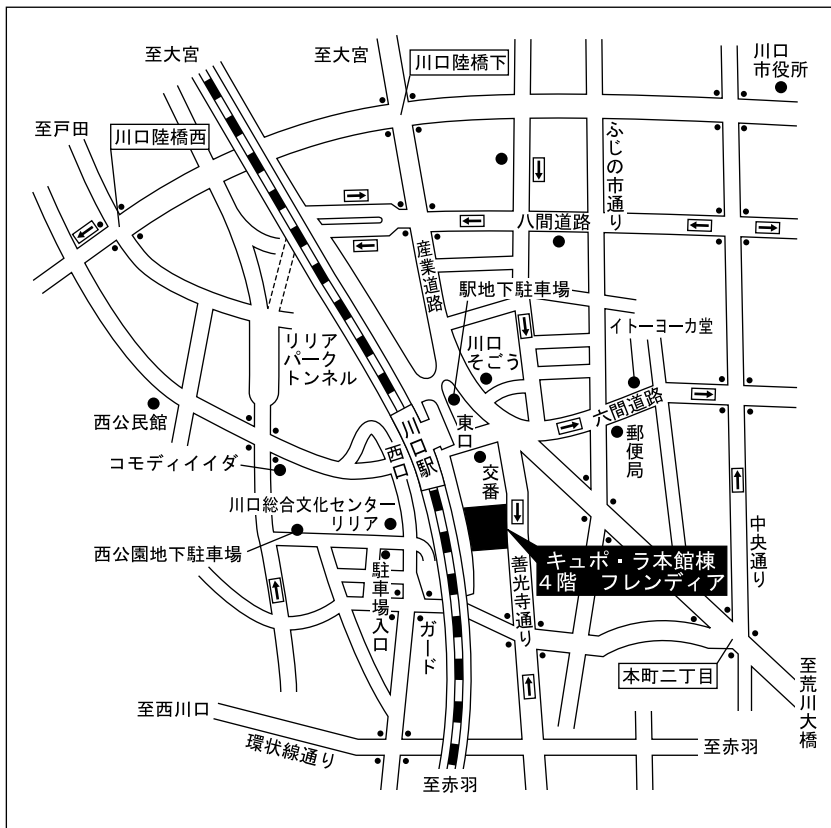 至大宮
至大宮
川口陸橋下
川口
市役所
至戸田
川口陸橋西
ふじの市通り
八間道路
産業道路
駅地下駐車場
イトーヨーカ堂
川口
そごう
リリア
パーク
トンネル
六間道路
西公民館
東口
川口駅
西口
郵便局
コモディイイダ
交番
川口総合文化センター
リリア
西公園地下駐車場
中央通り
キュポ・ラ本館棟
4階 フレンディア
善光寺通り
駐車場入口
ガード
本町二丁目
至荒川大橋
至西川口
環状線通り
至赤羽
至赤羽